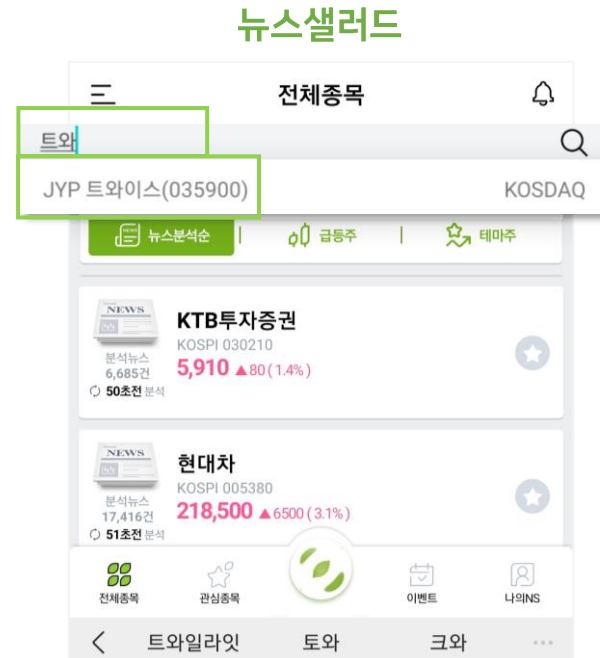 뉴스샐러드
전체종목
트와
JYP 트와이스(035900) KOSDAQ
뉴스분석순 급등주 테마주
NEWS
KTB투자증권
KOSPI 030210
5,910 ▲80 (1.4%)
분석뉴스
6,685건
50초전 분석
NEWS
현대차
KOSPI 005380
218,500 ▲6500 (3.1%)
분석뉴스
17,416건
51초전 분석
전체종목 관심종목 이벤트 나의NS
트와일라잇 토와 크와